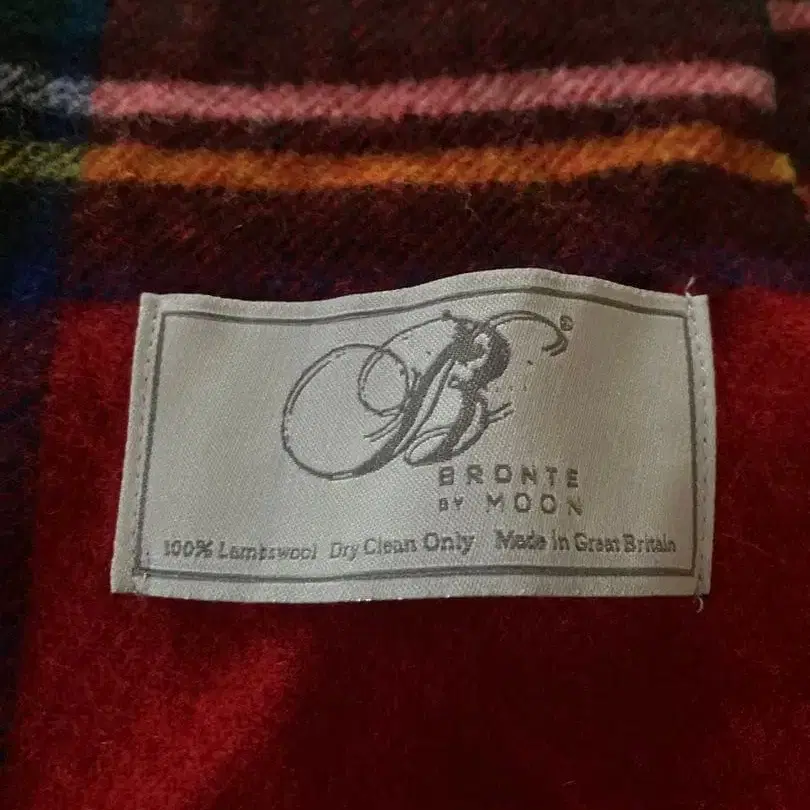 B®
BRONTE
BY MOON
100% Lambswool Dry Clean Only Made in Great Britain